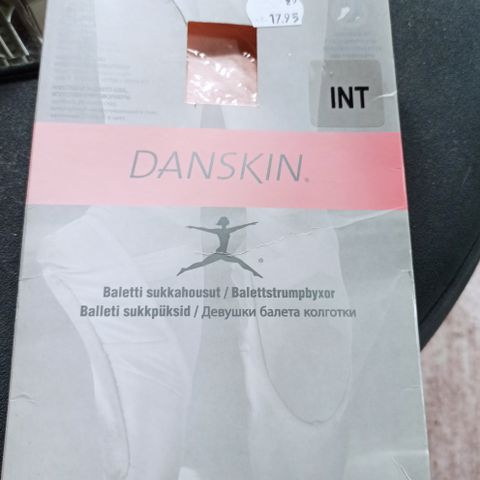 17.95
INT
DANSKIN®
®
Baletti sukkahousut / Balettstrumpbyxor
Balleti sukkpüksid / Девушки балета колготки